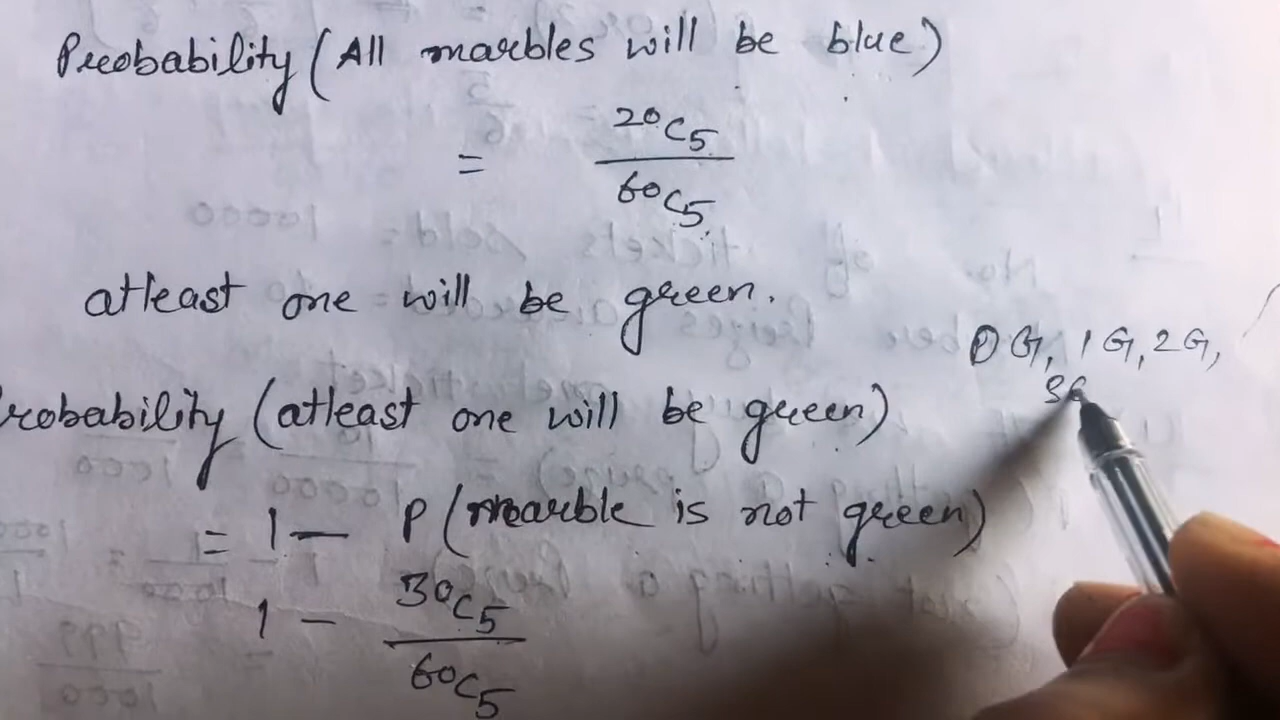 Probability (All marbles will be blue)
= 20C5
60C5
atleast one will be green.
0G, 1G, 2G,
3G
robability (atleast one will be green)
= 1 - P (marble is not green)
1 - 30C5
60C5